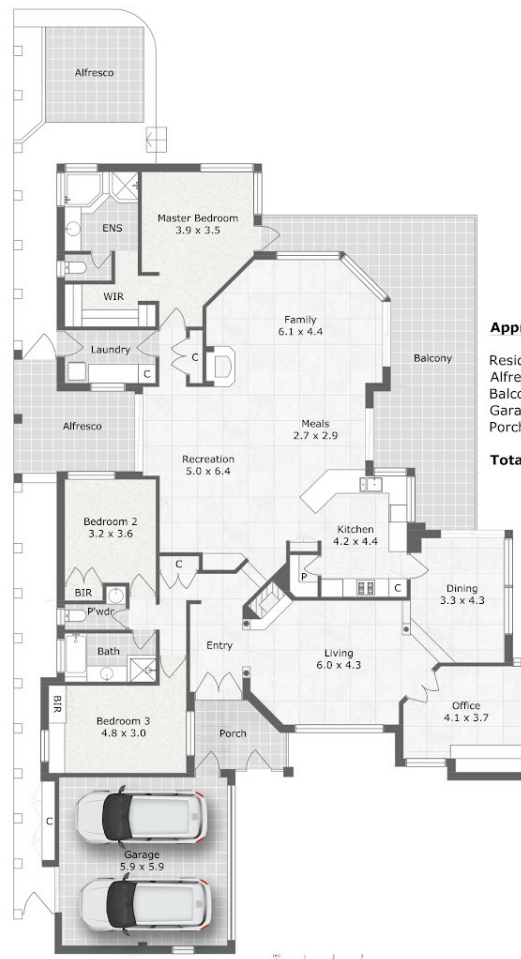 Alfresco
Master Bedroom
3.9 x 3.5
ENS
WIR
Family
6.1 x 4.4
Laundry
C
C
Balcony
Alfresco
Meals
2.7 x 2.9
Recreation
5.0 x 6.4
Bedroom 2
3.2 x 3.6
Kitchen
4.2 x 4.4
C
P
C
BIR
P'wdr
Dining
3.3 x 4.3
Bath
Entry
Living
6.0 x 4.3
BIR
Bedroom 3
4.8 x 3.0
Porch
Office
4.1 x 3.7
C
Garage
5.9 x 5.9
Appr
Resid
Alfre
Balco
Gara
Porch
Tota
1 2 3